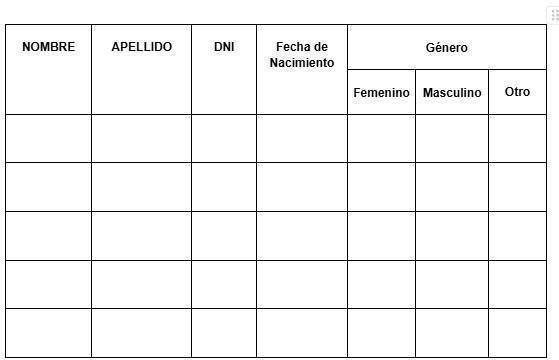 NOMBRE
APELLIDO
DNI
Fecha de
Nacimiento
Género
Femenino
Masculino
Otro